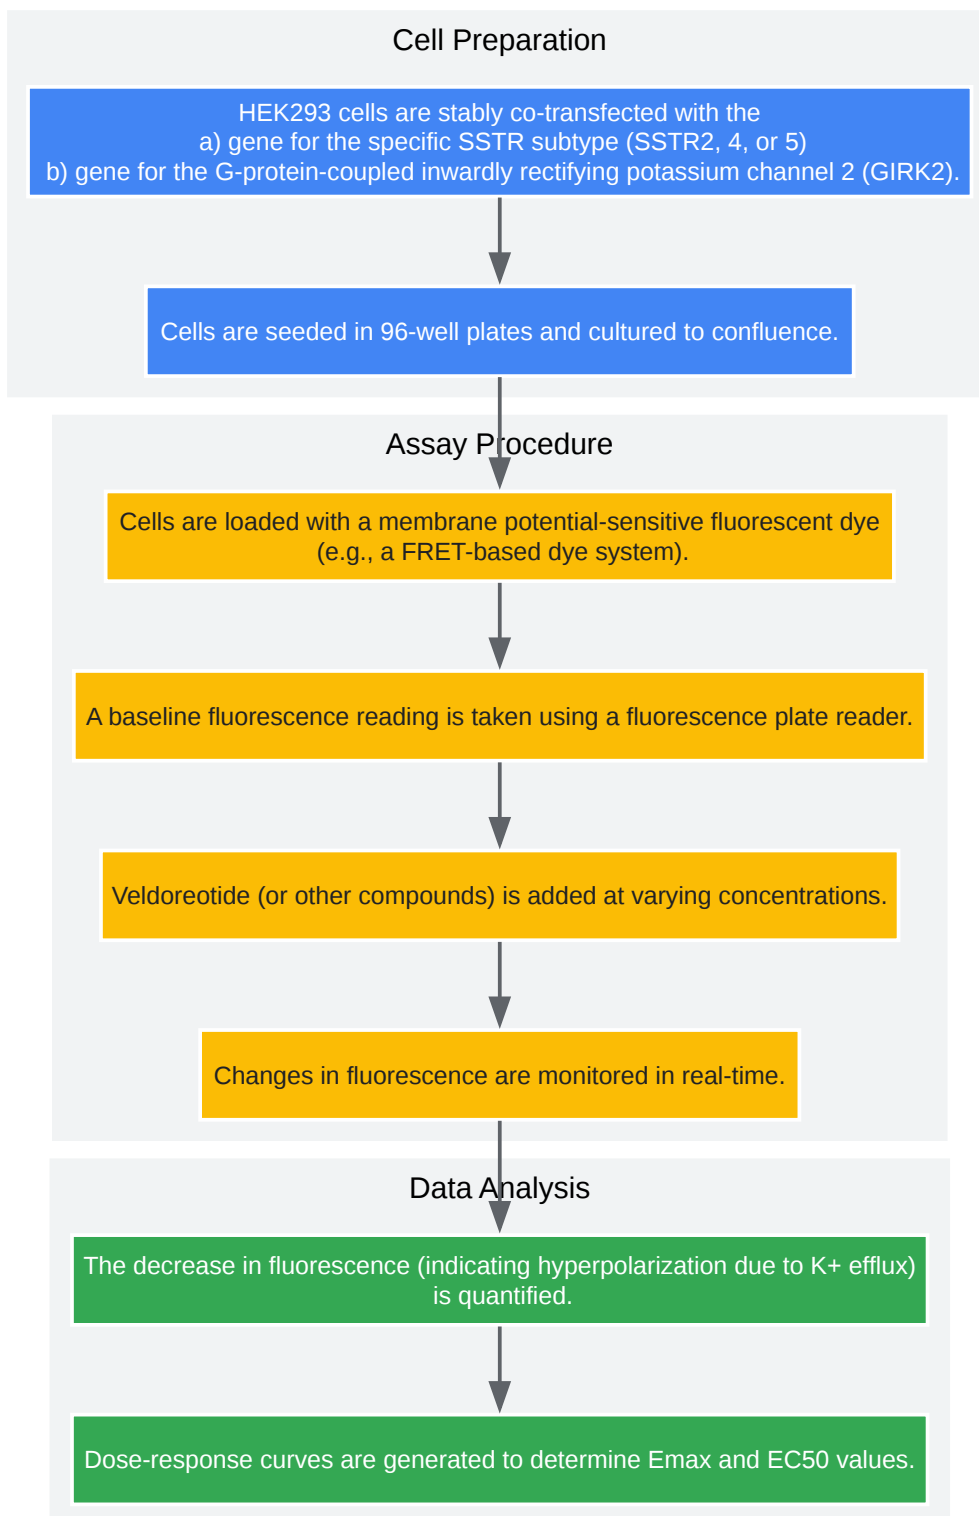 Cell Preparation
HEK293 cells are stably co-transfected with the
a) gene for the specific SSTR subtype (SSTR2, 4, or 5)
b) gene for the G-protein-coupled inwardly rectifying potassium channel 2 (GIRK2).
Cells are seeded in 96-well plates and cultured to confluence.
Assay Procedure
Cells are loaded with a membrane potential-sensitive fluorescent dye
(e.g., a FRET-based dye system).
A baseline fluorescence reading is taken using a fluorescence plate reader.
Veldoreotide (or other compounds) is added at varying concentrations.
Changes in fluorescence are monitored in real-time.
Data Analysis
The decrease in fluorescence (indicating hyperpolarization due to K+ efflux)
is quantified.
Dose-response curves are generated to determine Emax and EC50 values.